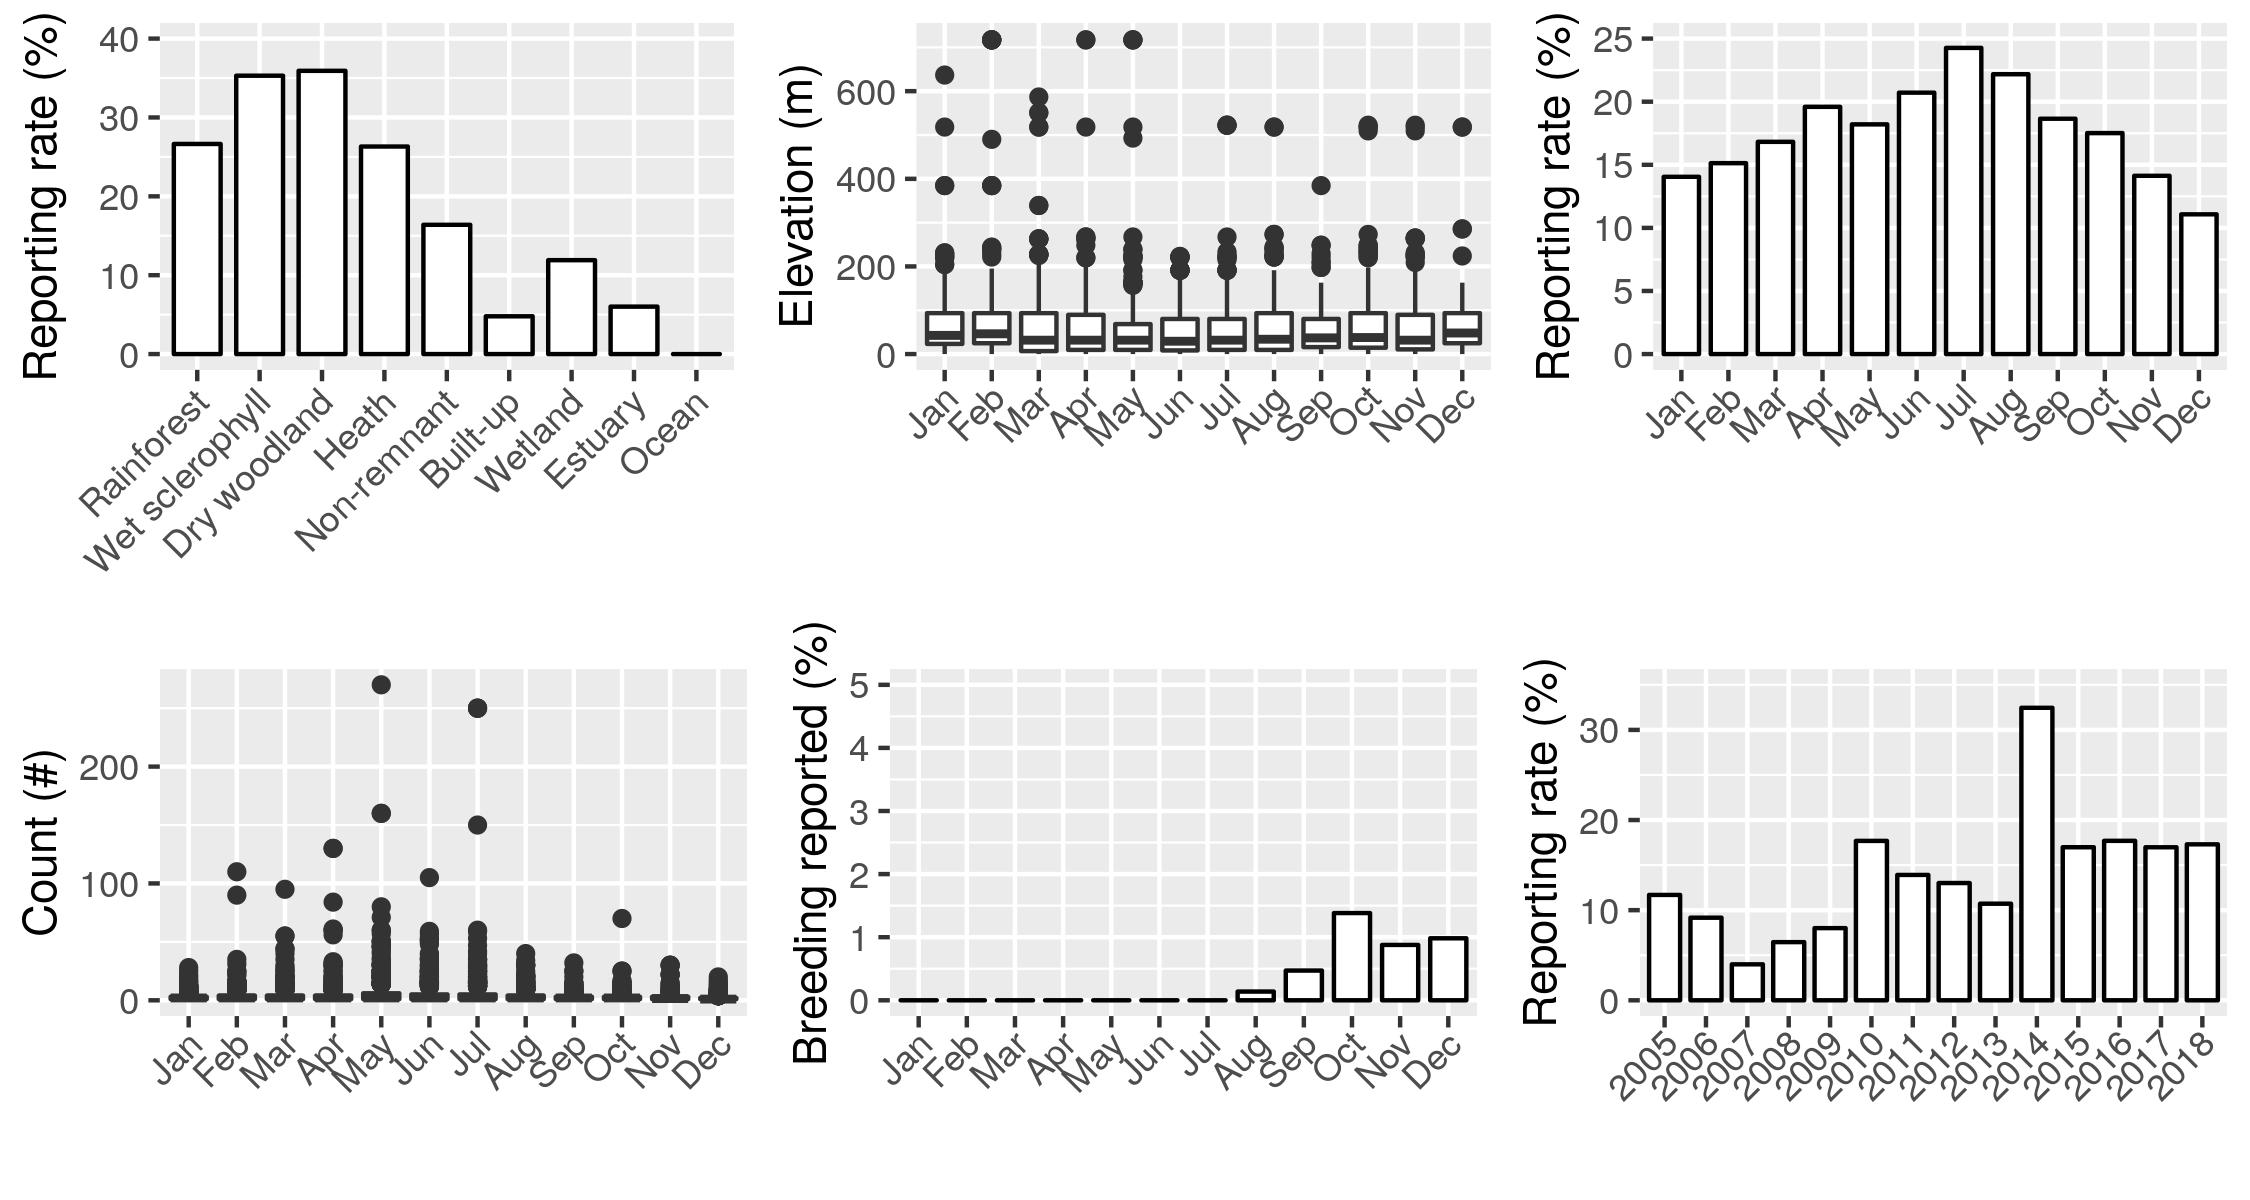 Reporting rate (%)
40
30
20
10
0
Rainforest
Wet sclerophyll
Dry woodland
Heath
Non-remnant
Built-up
Wetland
Estuary
Ocean
Elevation (m)
600
400
200
0
Jan
Feb
Mar
Apr
May
Jun
Jul
Aug
Sep
Oct
Nov
Dec
Reporting rate (%)
25
20
15
10
5
0
Jan
Feb
Mar
Apr
May
Jun
Jul
Aug
Sep
Oct
Nov
Dec
Count (#)
200
100
0
Jan
Feb
Mar
Apr
May
Jun
Jul
Aug
Sep
Oct
Nov
Dec
Breeding reported (%)
5
4
3
2
1
0
Jan
Feb
Mar
Apr
May
Jun
Jul
Aug
Sep
Oct
Nov
Dec
Reporting rate (%)
30
20
10
0
2005
2006
2007
2008
2009
2010
2011
2012
2013
2014
2015
2016
2017
2018